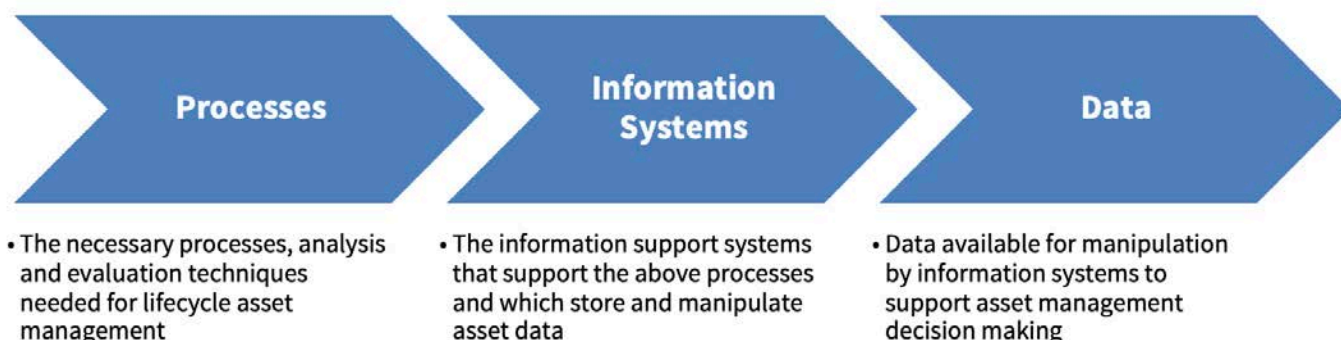 Processes
Information
Systems
Data
• The necessary processes, analysis
and evaluation techniques
needed for lifecycle asset
management
• The information support systems
that support the above processes
and which store and manipulate
asset data
• Data available for manipulation
by information systems to
support asset management
decision making